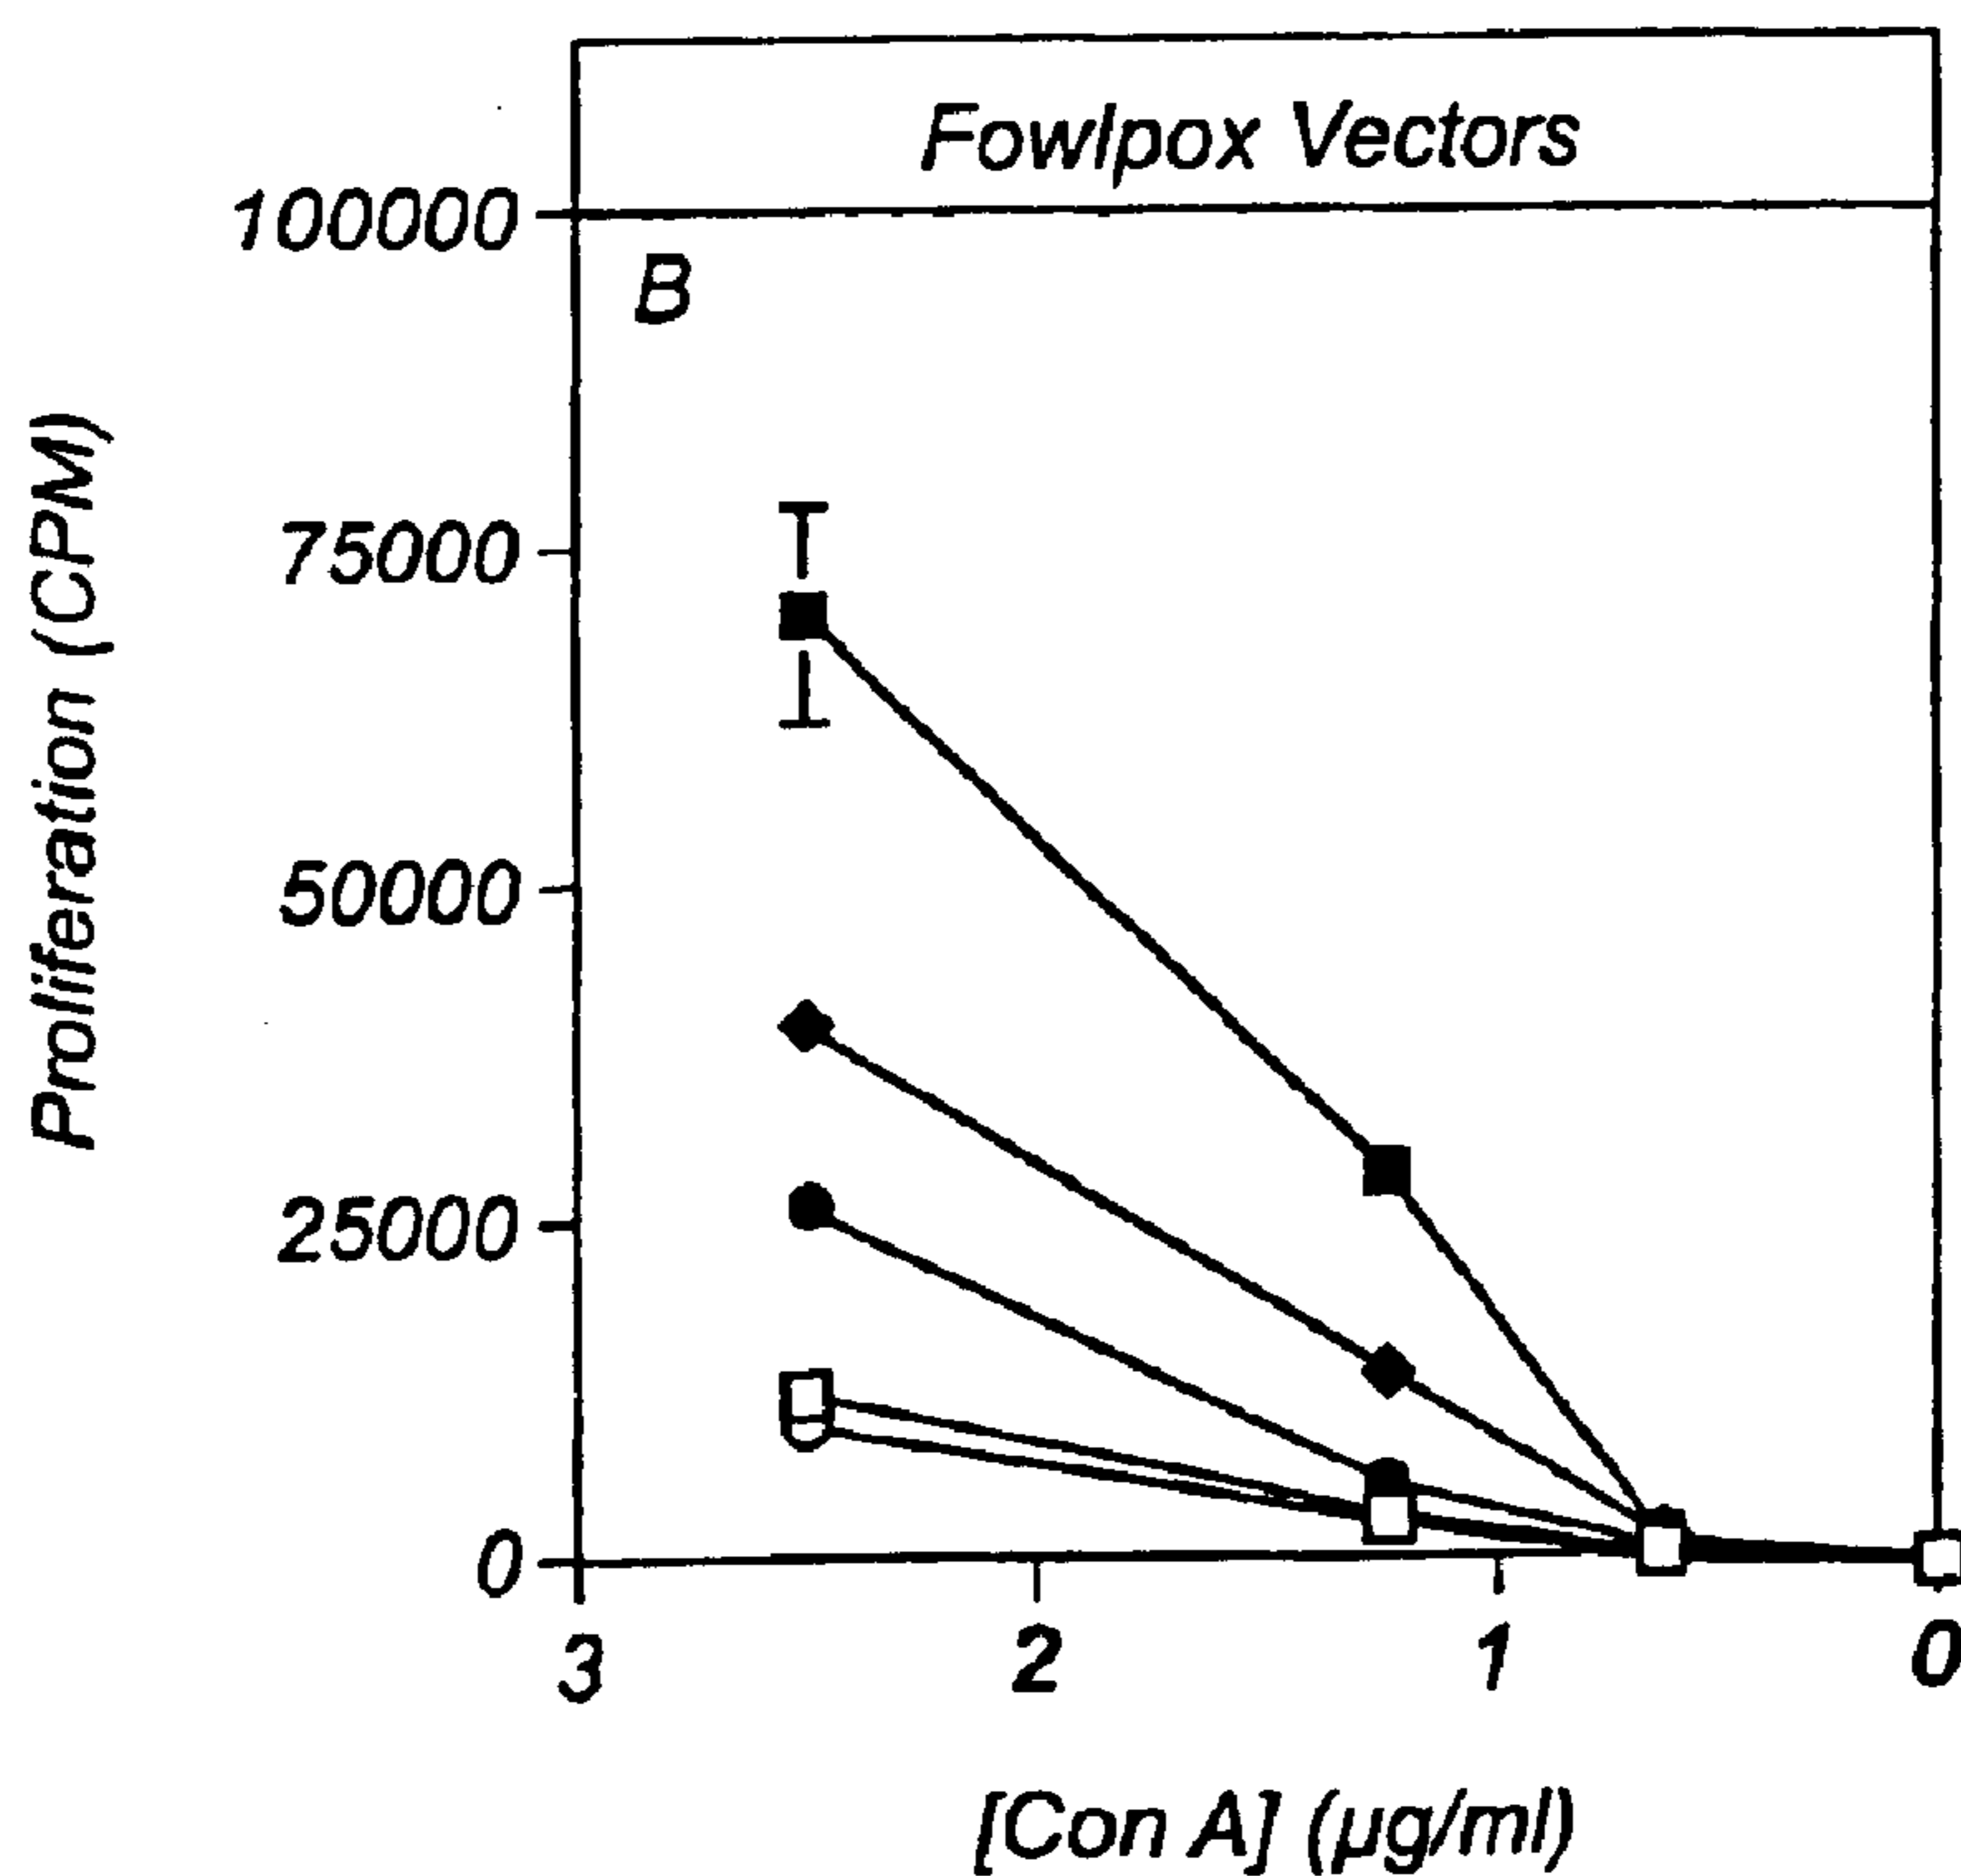 Fowlpox Vectors
100000
B
75000
50000
25000
0
Proliferation (CPM)
3 2 1 0
[Con A] (µg/ml)